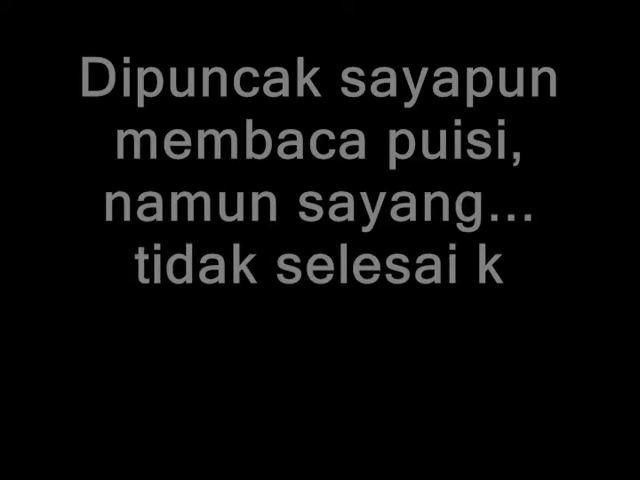 Dipuncak sayapun
membaca puisi,
namun sayang...
tidak selesai k